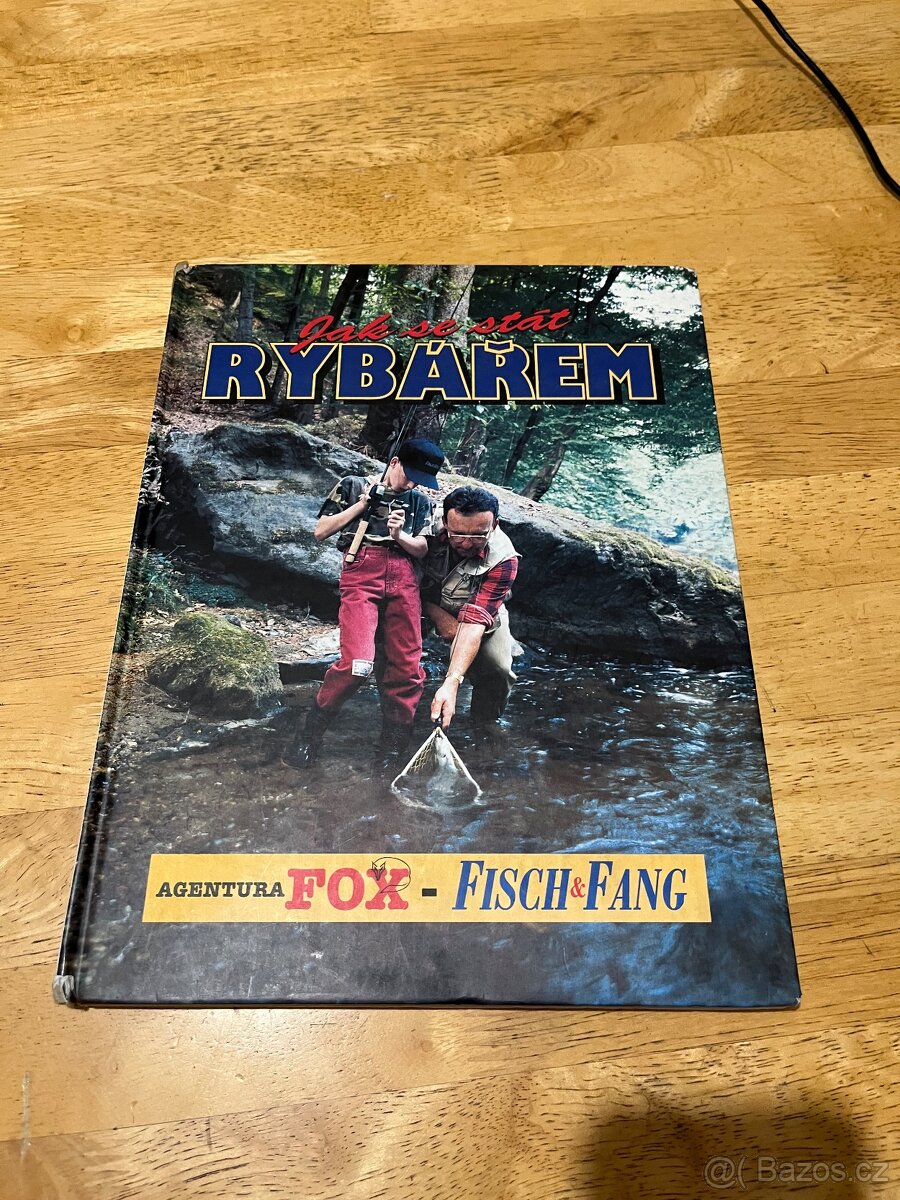 Jak se stát
RYBÁŘEM
AGENTURA FOX - FISCH & FANG
@( Bazos.cz